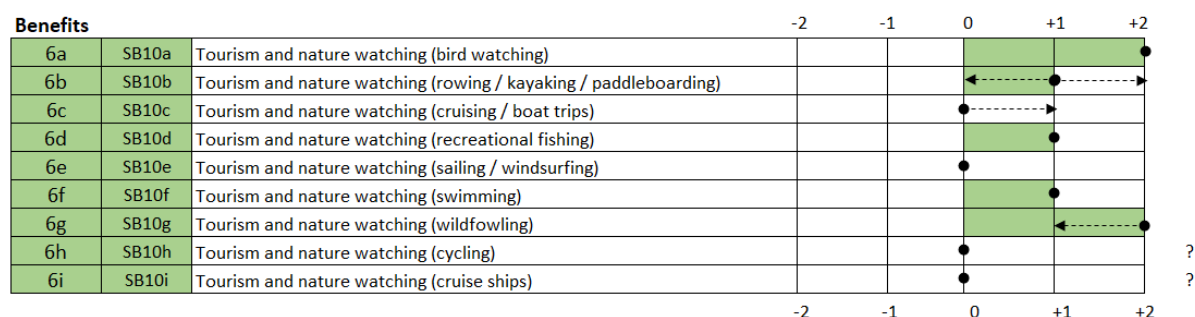 Benefits -2 -1 0 +1 +2
6a SB10a Tourism and nature watching (bird watching)
6b SB10b Tourism and nature watching (rowing / kayaking / paddleboarding)
6c SB10c Tourism and nature watching (cruising / boat trips)
6d SB10d Tourism and nature watching (recreational fishing)
6e SB10e Tourism and nature watching (sailing / windsurfing)
6f SB10f Tourism and nature watching (swimming)
6g SB10g Tourism and nature watching (wildfowling)
6h SB10h Tourism and nature watching (cycling) ?
6i SB10i Tourism and nature watching (cruise ships) ?
-2 -1 0 +1 +2